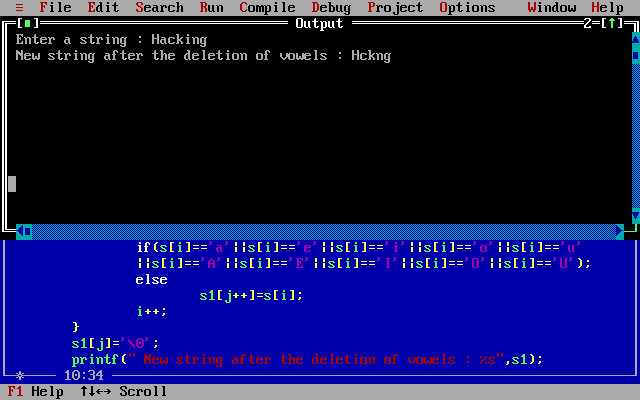 ≡ File Edit Search Run Compile Debug Project Options Window Help
[■] Output 2=[↑]
Enter a string : Hacking
New string after the deletion of vowels : Hckng
if(s[i]=='a'||s[i]=='e'||s[i]=='i'||s[i]=='o'||s[i]=='u'
||s[i]=='A'||s[i]=='E'||s[i]=='I'||s[i]=='O'||s[i]=='U');
else
s1[j++]=s[i];
i++;
}
s1[j]='\0';
printf(" New string after the deletion of vowels : %s",s1);
* 10:34
F1 Help ↑↓↔ Scroll